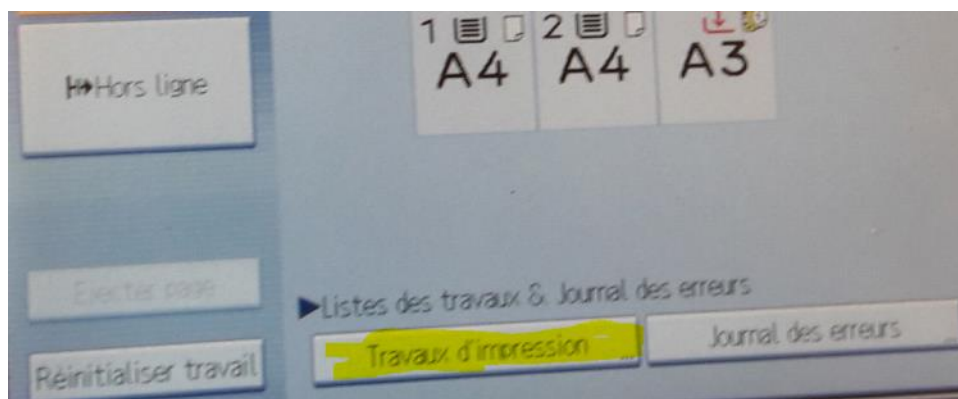 1 2
A4 A4 A3
Hors ligne
Ejecter page
Listes des travaux & Journal des erreurs
Travaux d'impression ...
Journal des erreurs ...
Réinitialiser travail